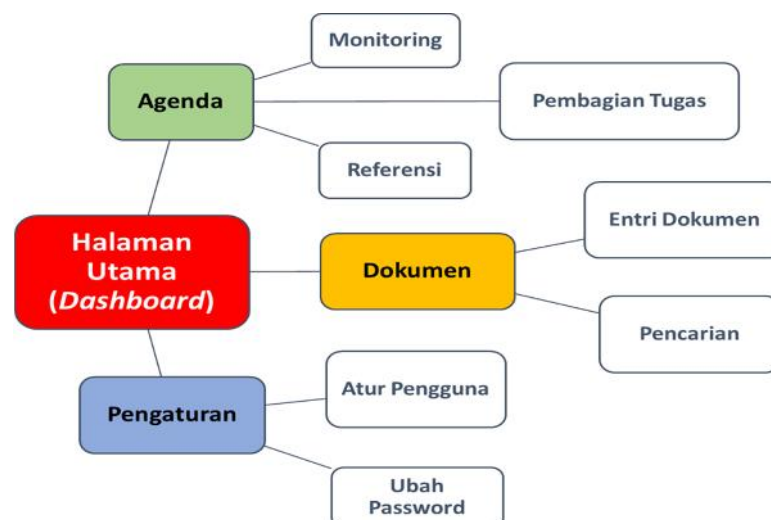 Monitoring
Agenda
Pembagian Tugas
Referensi
Halaman
Utama
(Dashboard)
Dokumen
Entri Dokumen
Pencarian
Pengaturan
Atur Pengguna
Ubah
Password